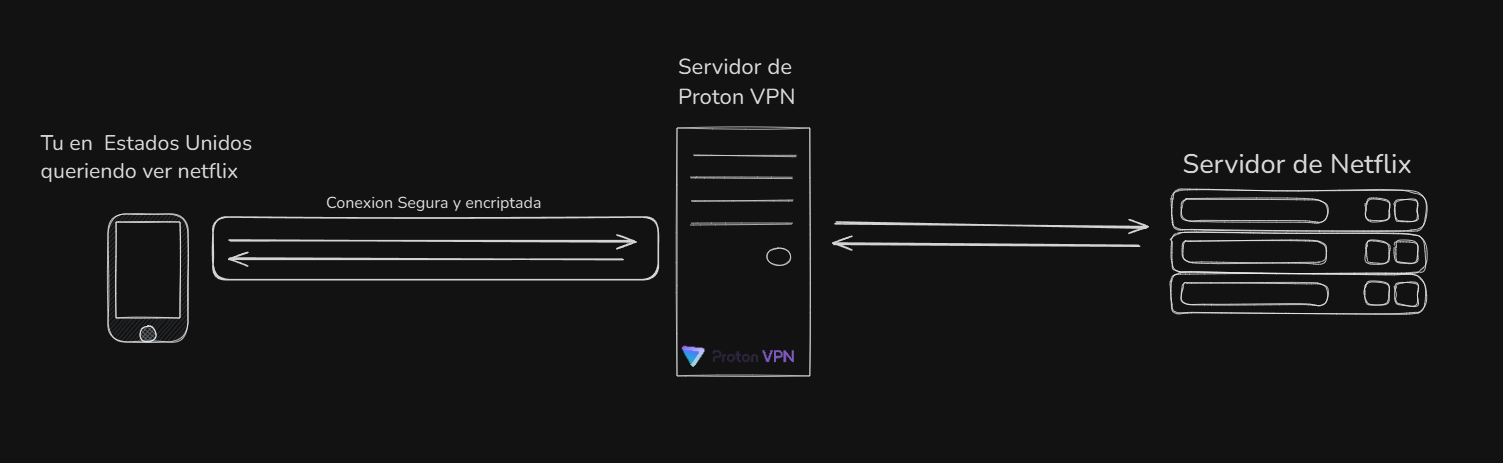 Servidor de
Proton VPN
Tu en Estados Unidos
queriendo ver netflix
Conexion Segura y encriptada
Servidor de Netflix
Proton VPN